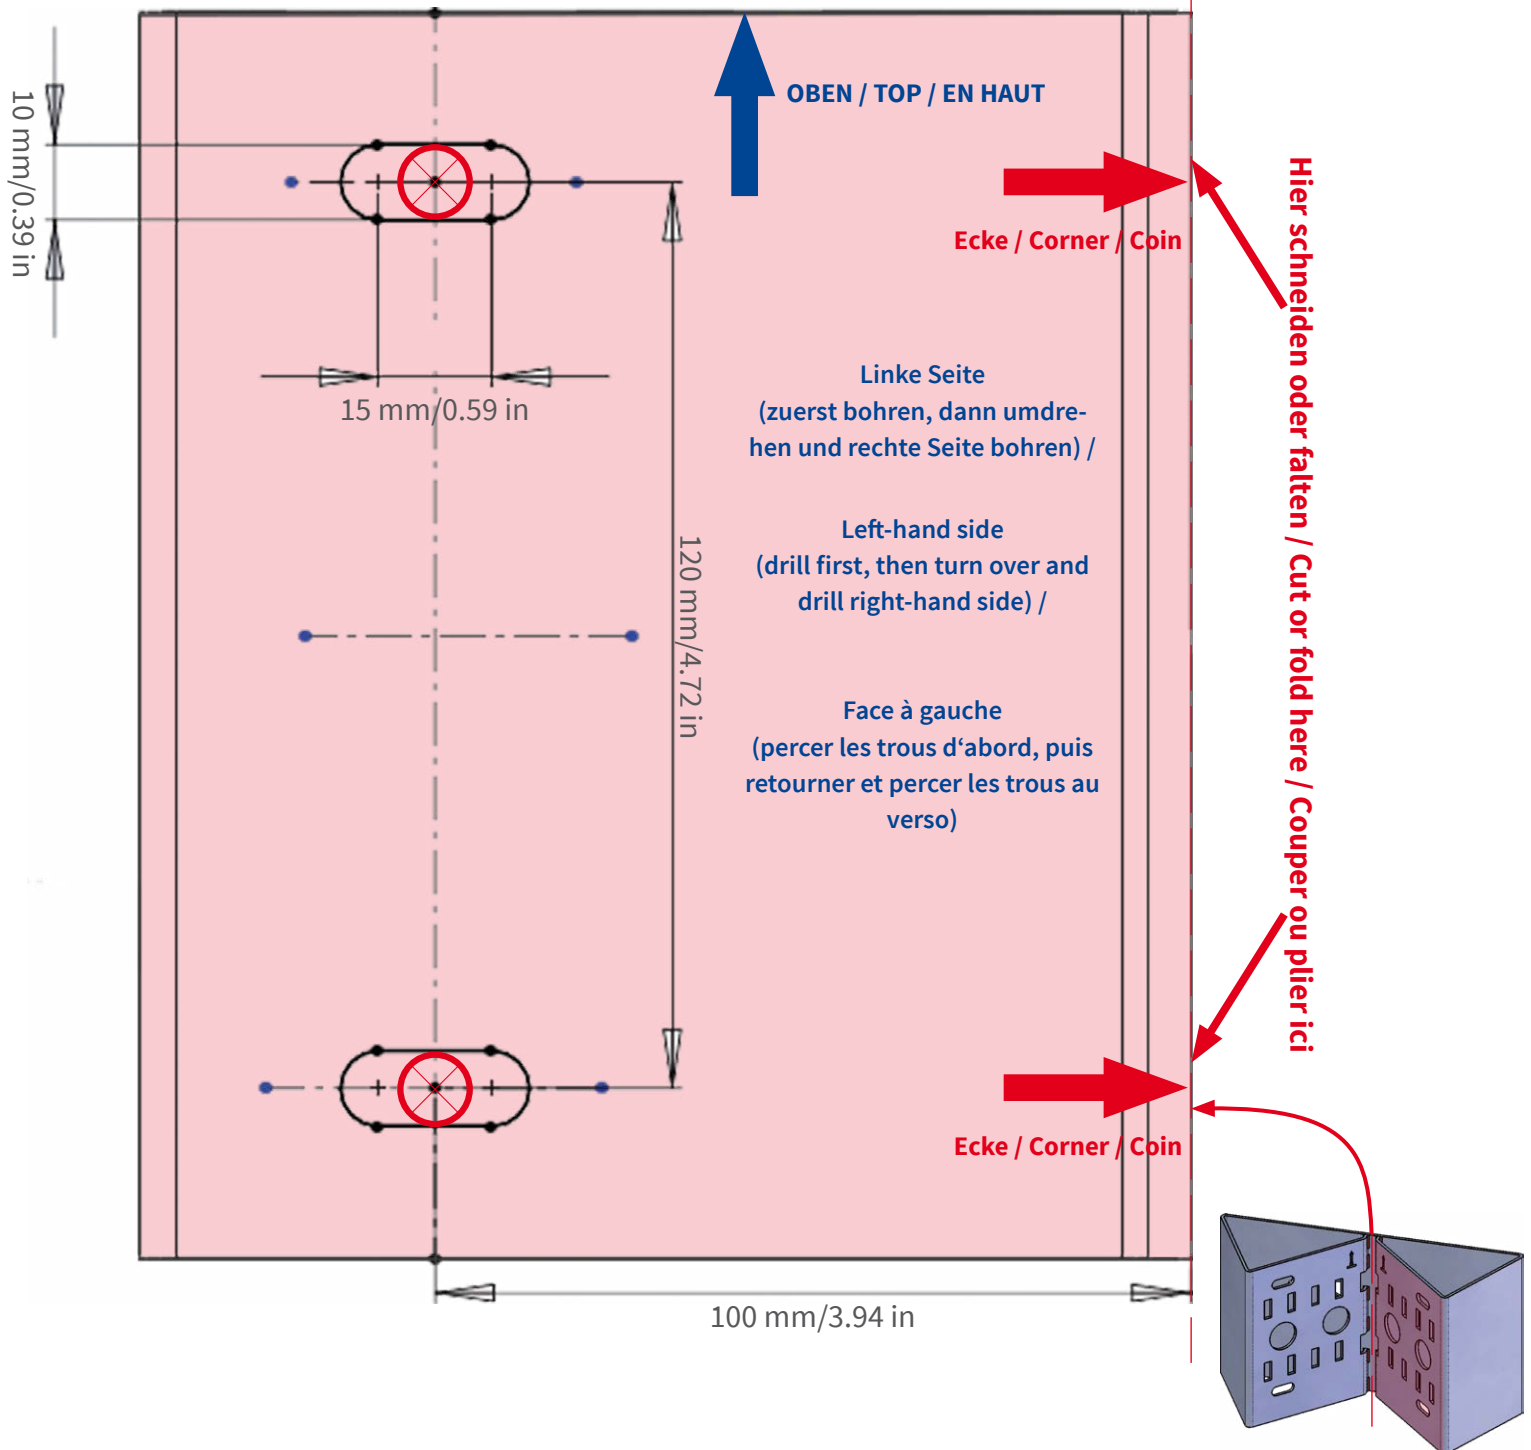 OBEN / TOP / EN HAUT
10 mm/0.39 in
Ecke / Corner / Coin
Hier schneiden oder falten / Cut or fold here / Couper ou plier ici
15 mm/0.59 in
Linke Seite
(zuerst bohren, dann umdre-
hen und rechte Seite bohren) /
Left-hand side
(drill first, then turn over and
drill right-hand side) /
120 mm/4.72 in
Face à gauche
(percer les trous d‘abord, puis
retourner et percer les trous au
verso)
Ecke / Corner / Coin
100 mm/3.94 in